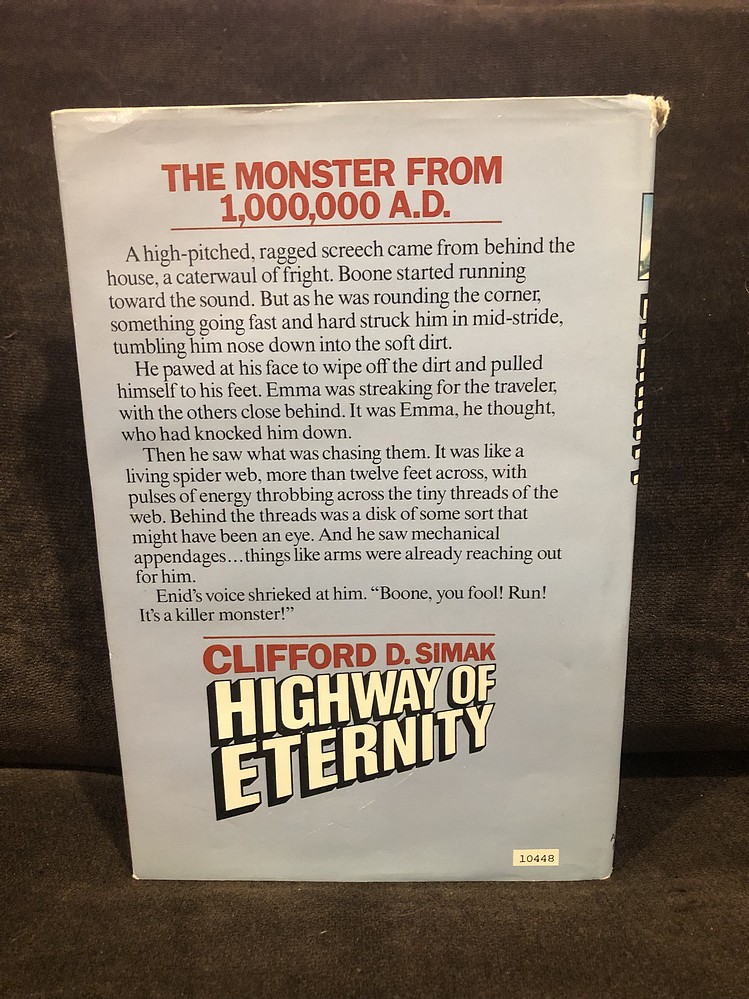 THE MONSTER FROM
1,000,000 A.D.
A high-pitched, ragged screech came from behind the
house, a caterwaul of fright. Boone started running
toward the sound. But as he was rounding the corner,
something going fast and hard struck him in mid-stride,
tumbling him nose down into the soft dirt.
He pawed at his face to wipe off the dirt and pulled
himself to his feet. Emma was streaking for the traveler,
with the others close behind. It was Emma, he thought,
who had knocked him down.
Then he saw what was chasing them. It was like a
living spider web, more than twelve feet across, with
pulses of energy throbbing across the tiny threads of the
web. Behind the threads was a disk of some sort that
might have been an eye. And he saw mechanical
appendages...things like arms were already reaching out
for him.
Enid's voice shrieked at him. “Boone, you fool! Run!
It's a killer monster!”
CLIFFORD D. SIMAK
HIGHWAY OF
ETERNITY
10448